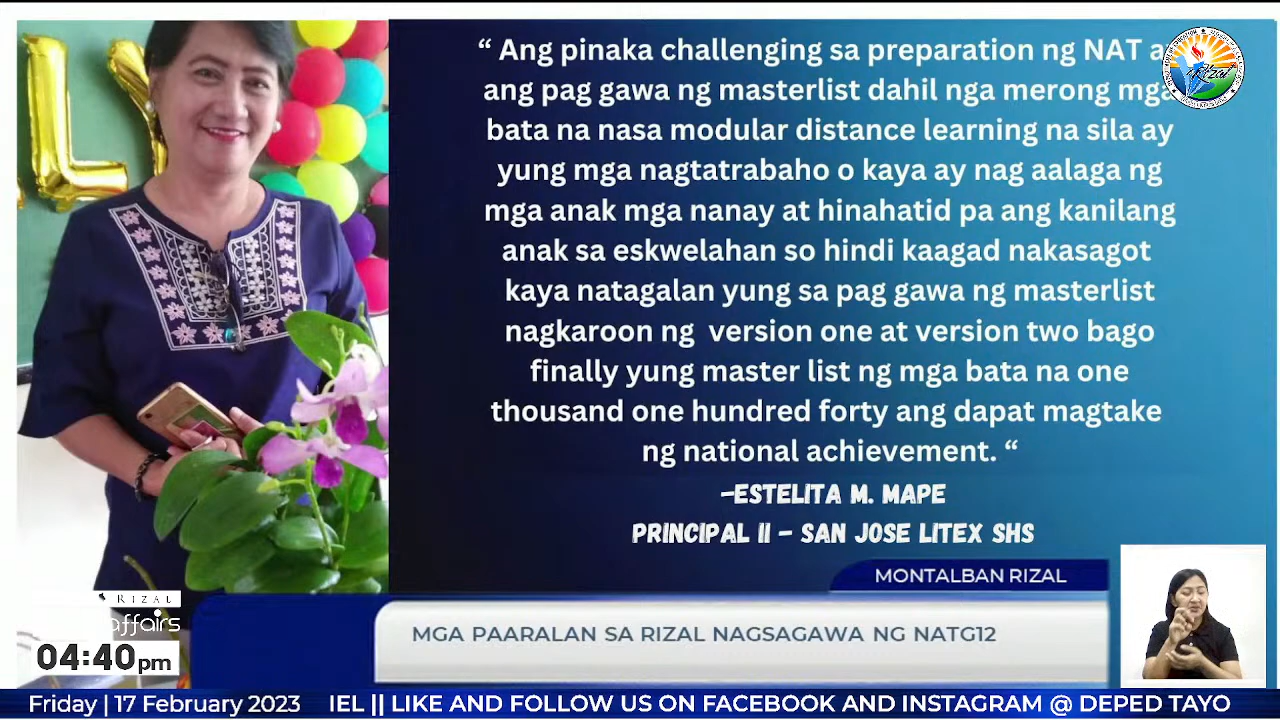 “ Ang pinaka challenging sa preparation ng NAT a
ang pag gawa ng masterlist dahil nga merong mga
bata na nasa modular distance learning na sila ay
yung mga nagtatrabaho o kaya ay nag aalaga ng
mga anak mga nanay at hinahatid pa ang kanilang
anak sa eskwelahan so hindi kaagad nakasagot
kaya natagalan yung sa pag gawa ng masterlist
nagkaroon ng version one at version two bago
finally yung master list ng mga bata na one
thousand one hundred forty ang dapat magtake
ng national achievement. “
-ESTELITA M. MAPE
PRINCIPAL II - SAN JOSE LITEX SHS
MONTALBAN RIZAL
MGA PAARALAN SA RIZAL NAGSAGAWA NG NATG12
RIZAL
affairs
04:40pm
Friday | 17 February 2023 IEL || LIKE AND FOLLOW US ON FACEBOOK AND INSTAGRAM @ DEPED TAYO
LY
Rizal